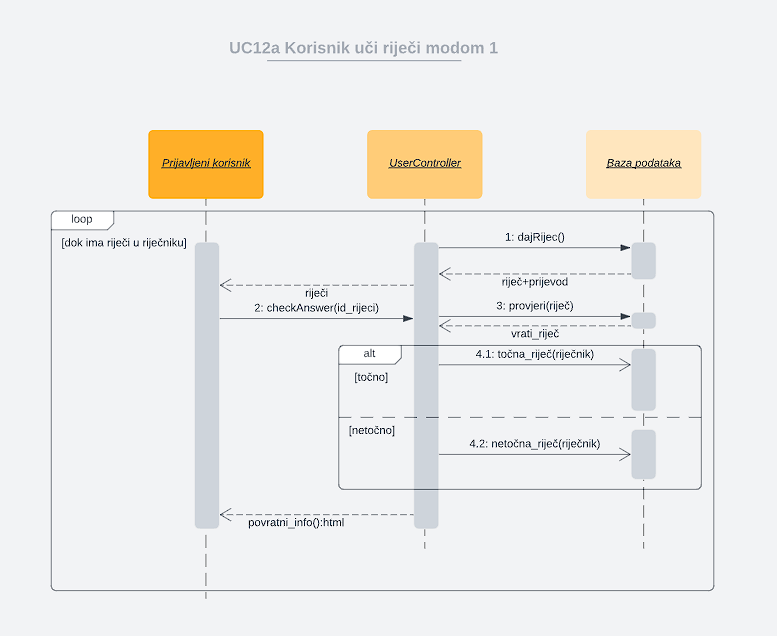 UC12a Korisnik uči riječi modom 1
Prijavljeni korisnik
UserController
Baza podataka
loop
[dok ima riječi u riječniku]
1: dajRijec()
riječ+prijevod
riječi
2: checkAnswer(id_rijeci)
3: provjeri(riječ)
vrati_riječ
alt
4.1: točna_riječ(riječnik)
[točno]
[netočno]
4.2: netočna_riječ(riječnik)
povratni_info():html